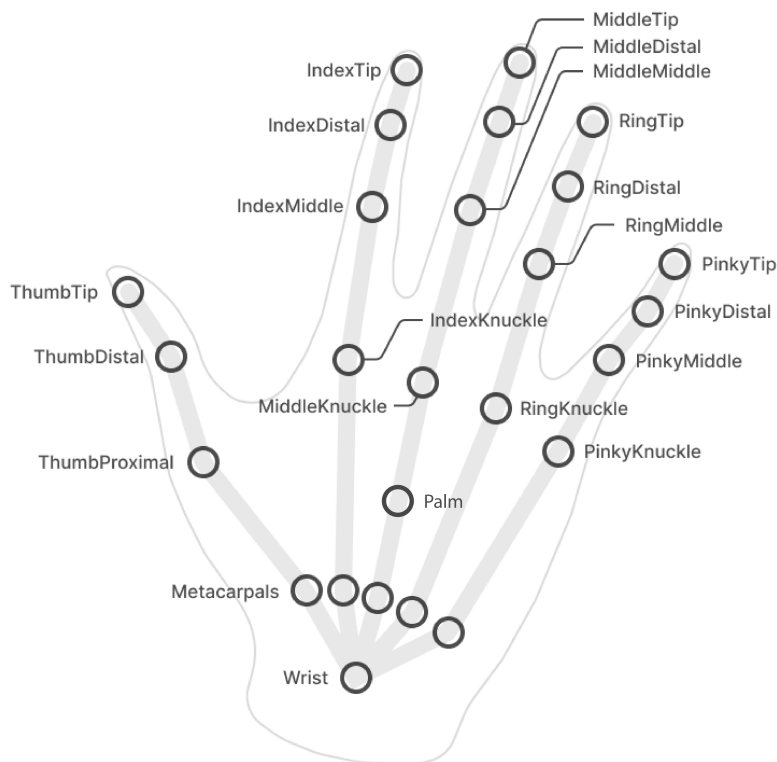 MiddleTip
MiddleDistal
IndexTip
MiddleMiddle
IndexDistal
RingTip
RingDistal
IndexMiddle
RingMiddle
PinkyTip
ThumbTip
PinkyDistal
IndexKnuckle
ThumbDistal
PinkyMiddle
MiddleKnuckle
RingKnuckle
PinkyKnuckle
ThumbProximal
Palm
Metacarpals
Wrist